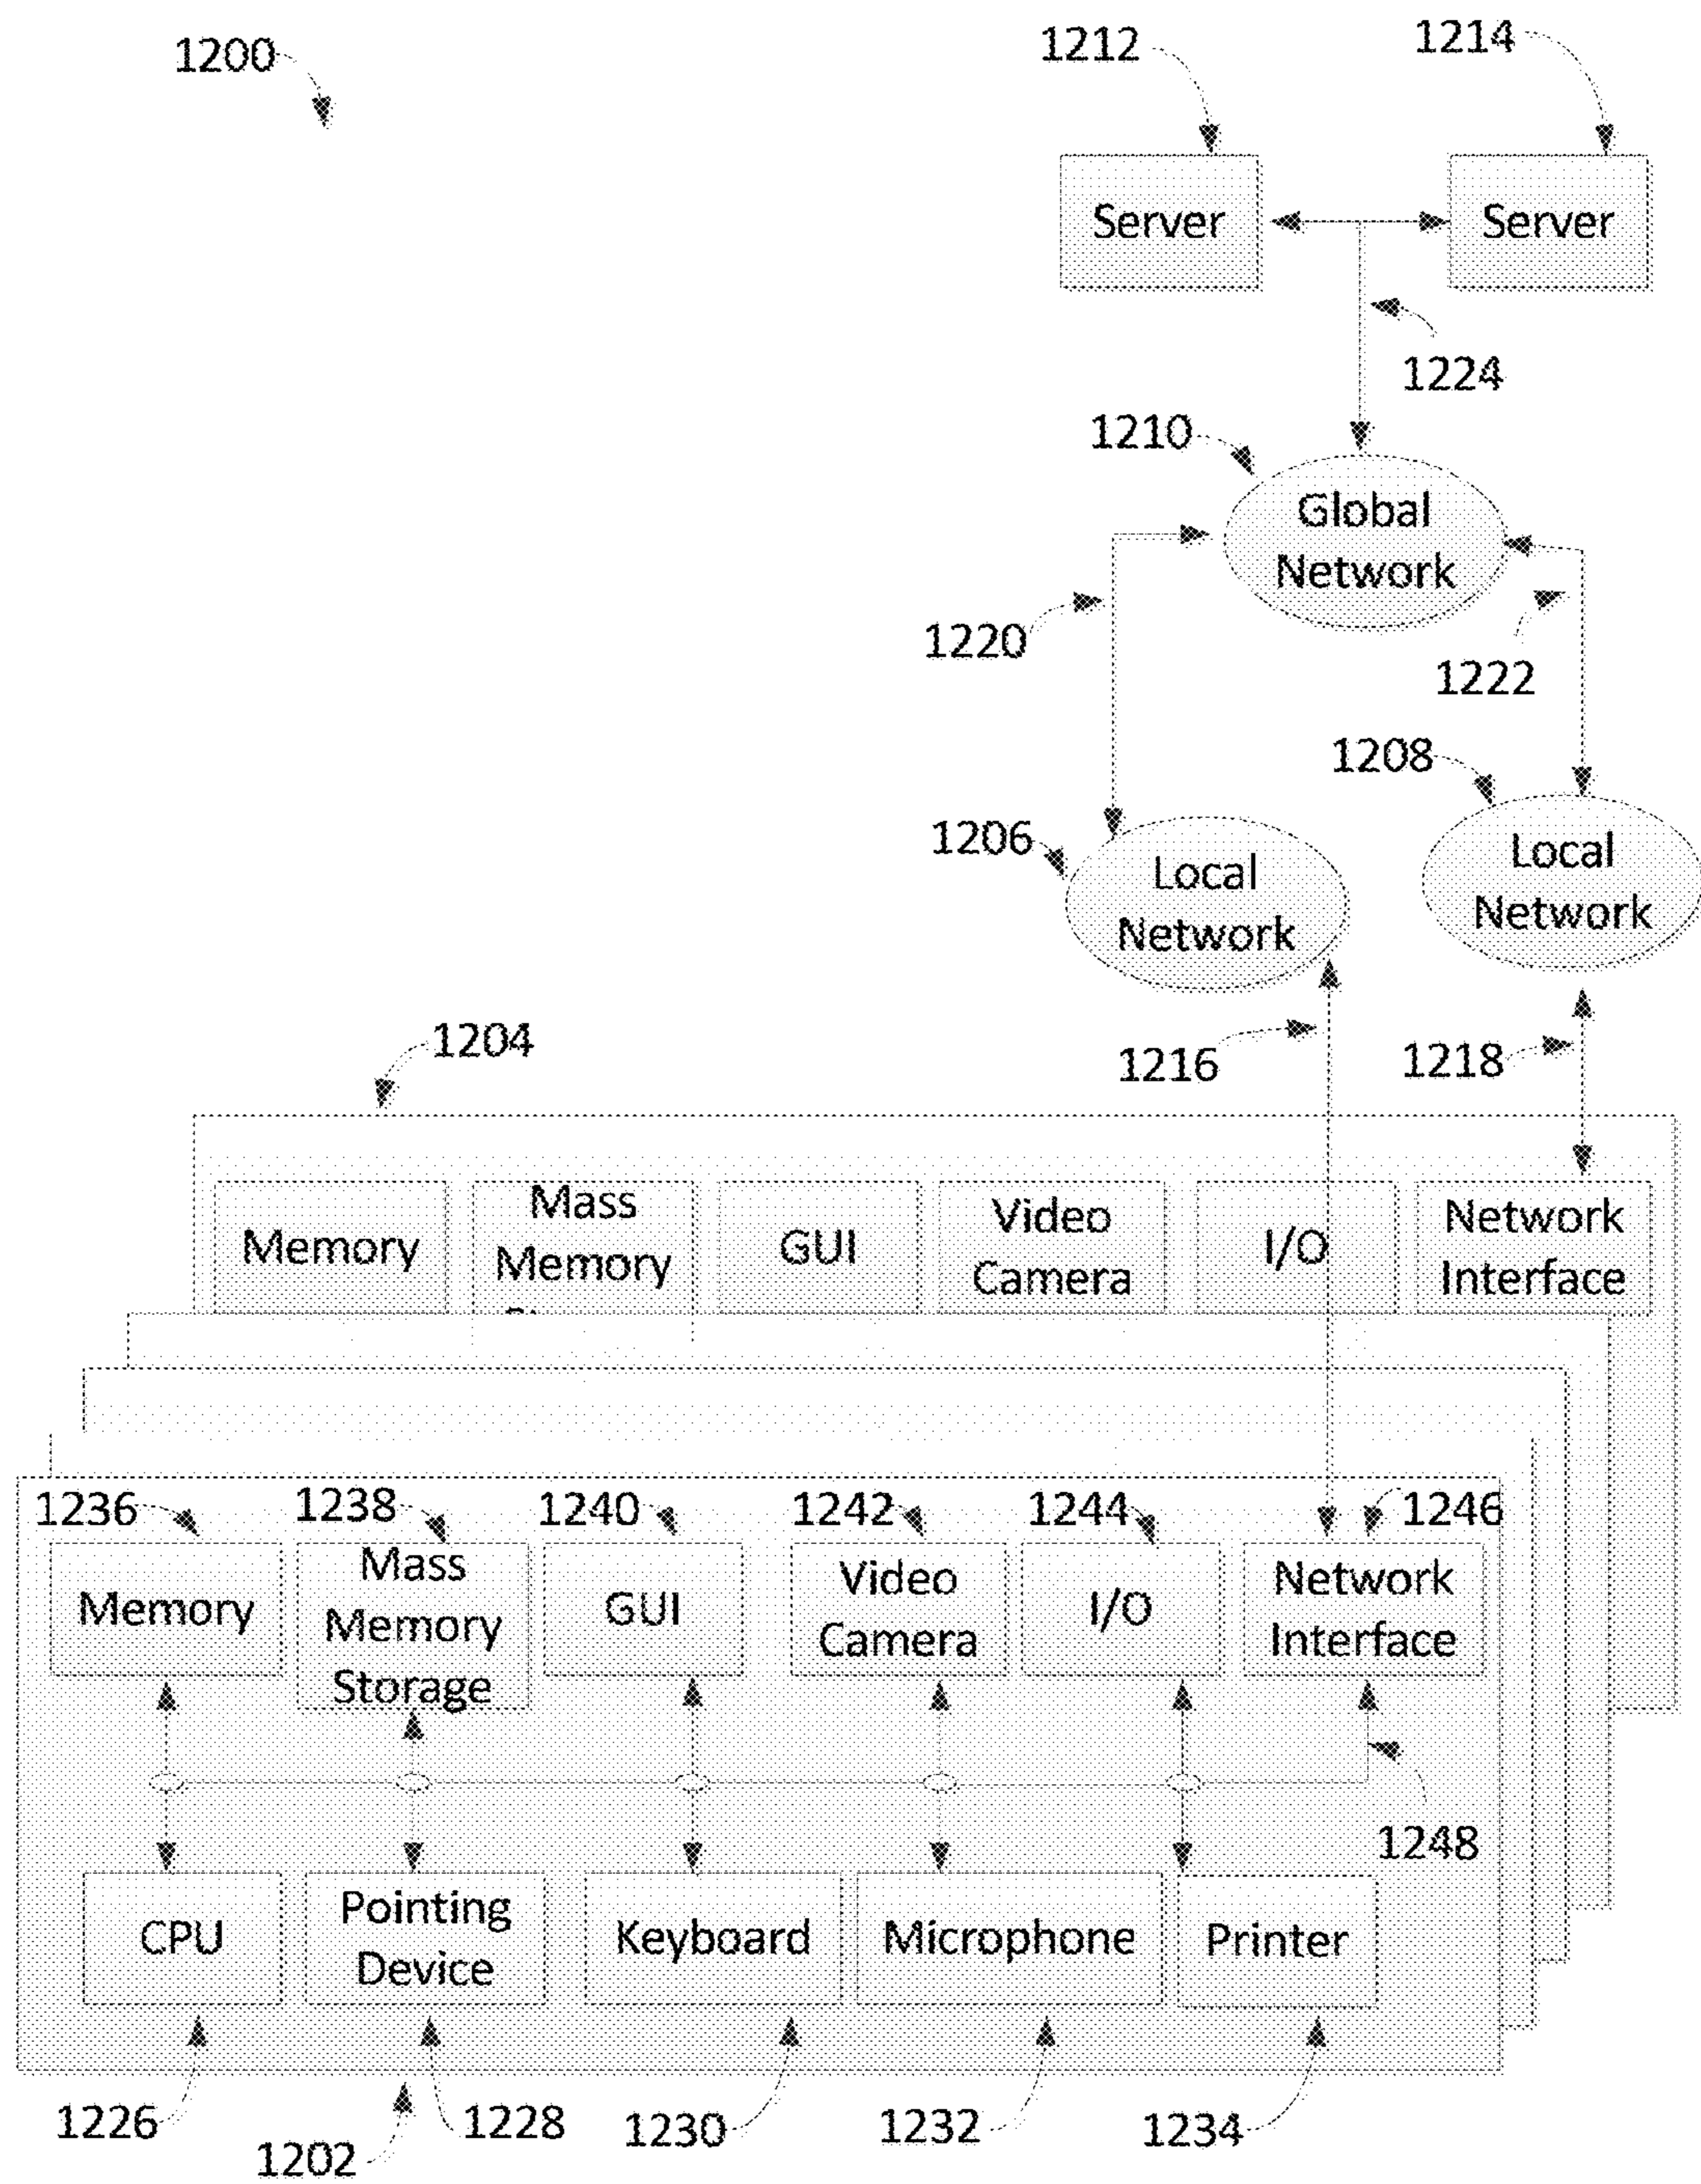 1200
1212
1214
Server
Server
1224
1210
Global
Network
1220
1222
1208
1206
Local
Network
Local
Network
1204
1216
1218
Memory
Mass
Memory
GUI
Video
Camera
I/O
Network
Interface
1236
1238
1240
1242
1244
1246
Memory
Mass
Memory
Storage
GUI
Video
Camera
I/O
Network
Interface
1248
CPU
Pointing
Device
Keyboard
Microphone
Printer
1226
1202
1228
1230
1232
1234